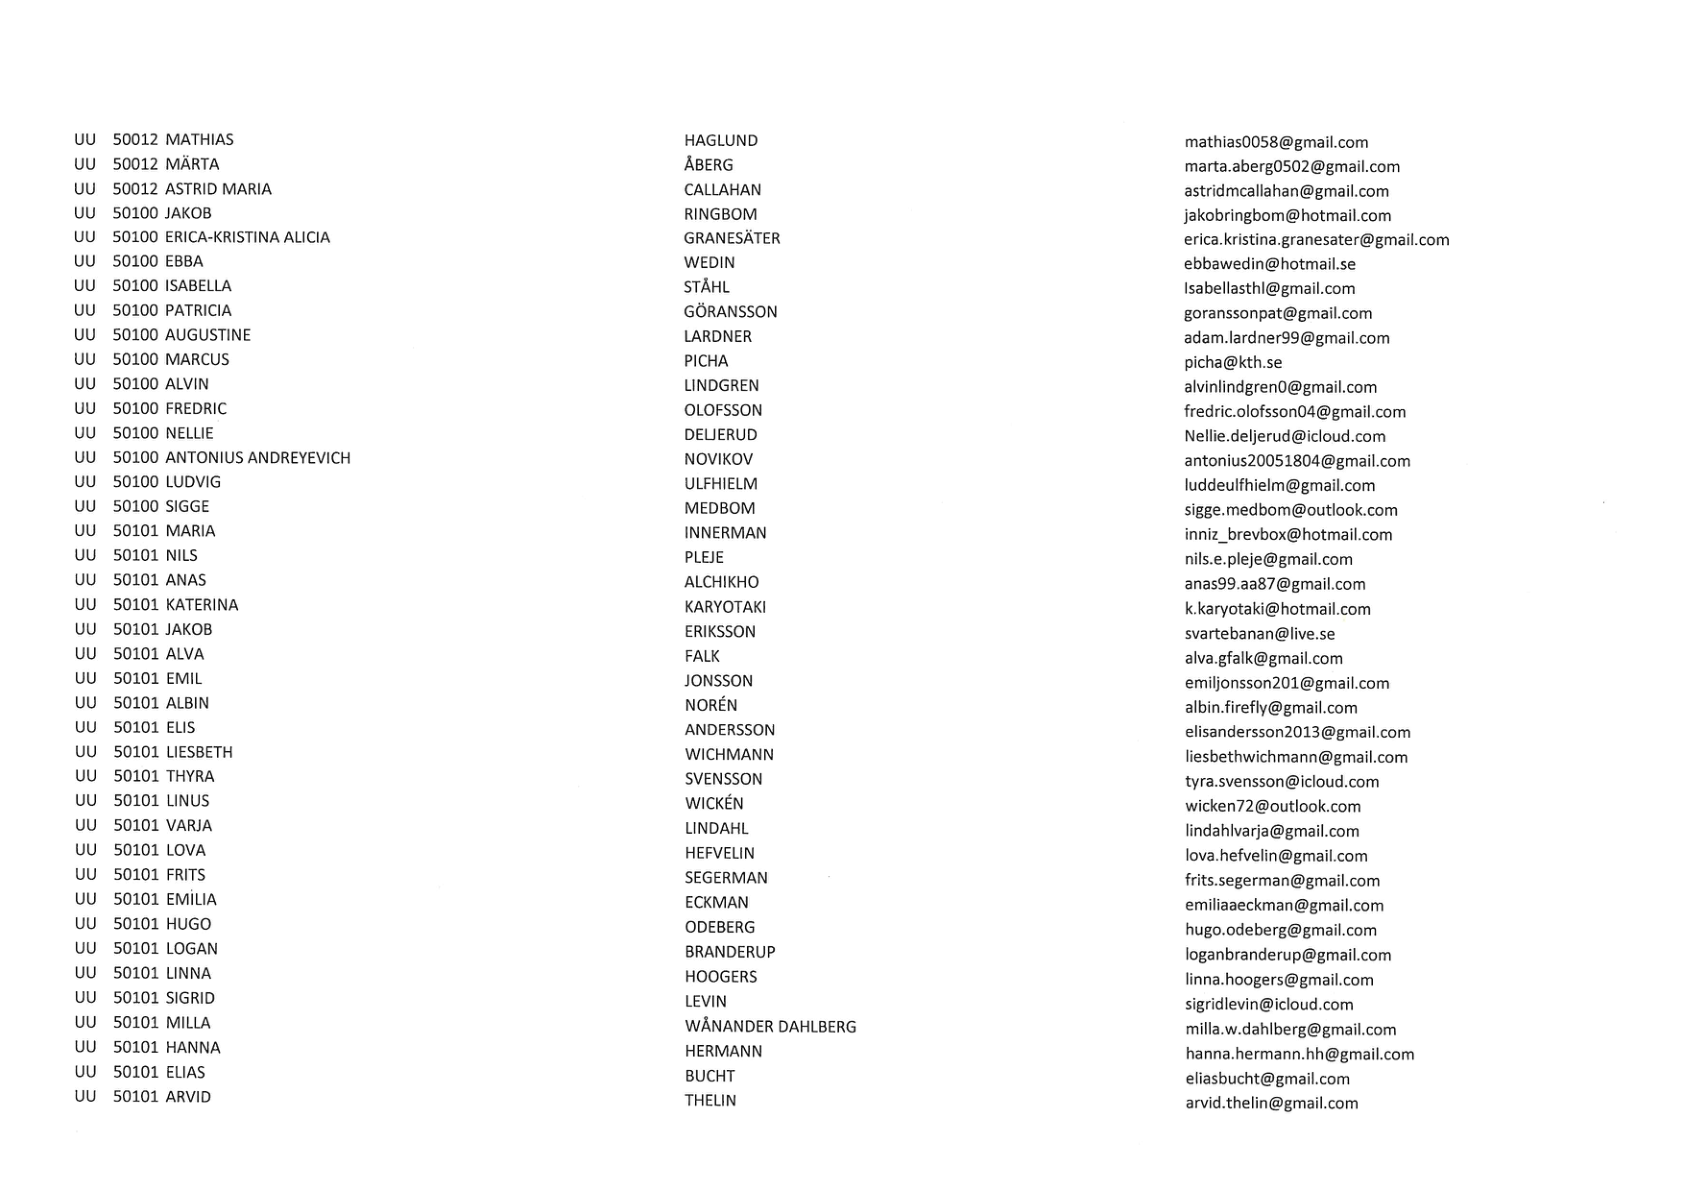 UU 50012 MATHIAS HAGLUND mathias0058@gmail.com
UU 50012 MÄRTA ÅBERG marta.aberg0502@gmail.com
UU 50012 ASTRID MARIA CALLAHAN astridmcallahan@gmail.com
UU 50100 JAKOB RINGBOM jakobringbom@hotmail.com
UU 50100 ERICA-KRISTINA ALICIA GRANESÄTER erica.kristina.granesater@gmail.com
UU 50100 EBBA WEDIN ebbawedin@hotmail.se
UU 50100 ISABELLA STÅHL Isabellasthl@gmail.com
UU 50100 PATRICIA GÖRANSSON goranssonpat@gmail.com
UU 50100 AUGUSTINE LARDNER adam.lardner99@gmail.com
UU 50100 MARCUS PICHA picha@kth.se
UU 50100 ALVIN LINDGREN alvinlindgren0@gmail.com
UU 50100 FREDRIC OLOFSSON fredric.olofsson04@gmail.com
UU 50100 NELLIE DELJERUD Nellie.deljerud@icloud.com
UU 50100 ANTONIUS ANDREYEVICH NOVIKOV antonius20051804@gmail.com
UU 50100 LUDVIG ULFHIELM luddeulfhielm@gmail.com
UU 50100 SIGGE MEDBOM sigge.medbom@outlook.com
UU 50101 MARIA INNERMAN inniz_brevbox@hotmail.com
UU 50101 NILS PLEJE nils.e.pleje@gmail.com
UU 50101 ANAS ALCHIKHO anas99.aa87@gmail.com
UU 50101 KATERINA KARYOTAKI k.karyotaki@hotmail.com
UU 50101 JAKOB ERIKSSON svartebanan@live.se
UU 50101 ALVA FALK alva.gfalk@gmail.com
UU 50101 EMIL JONSSON emiljonsson201@gmail.com
UU 50101 ALBIN NORÉN albin.firefly@gmail.com
UU 50101 ELIS ANDERSSON elisandersson2013@gmail.com
UU 50101 LIESBETH WICHMANN liesbethwichmann@gmail.com
UU 50101 THYRA SVENSSON tyra.svensson@icloud.com
UU 50101 LINUS WICKÉN wicken72@outlook.com
UU 50101 VARJA LINDAHL lindahlvarja@gmail.com
UU 50101 LOVA HEFVELIN lova.hefvelin@gmail.com
UU 50101 FRITS SEGERMAN frits.segerman@gmail.com
UU 50101 EMILIA ECKMAN emiliaaeckman@gmail.com
UU 50101 HUGO ODEBERG hugo.odeberg@gmail.com
UU 50101 LOGAN BRANDERUP loganbranderup@gmail.com
UU 50101 LINNA HOOGERS linna.hoogers@gmail.com
UU 50101 SIGRID LEVIN sigridlevin@icloud.com
UU 50101 MILLA WÅNANDER DAHLBERG milla.w.dahlberg@gmail.com
UU 50101 HANNA HERMANN hanna.hermann.hh@gmail.com
UU 50101 ELIAS BUCHT eliasbucht@gmail.com
UU 50101 ARVID THELIN arvid.thelin@gmail.com